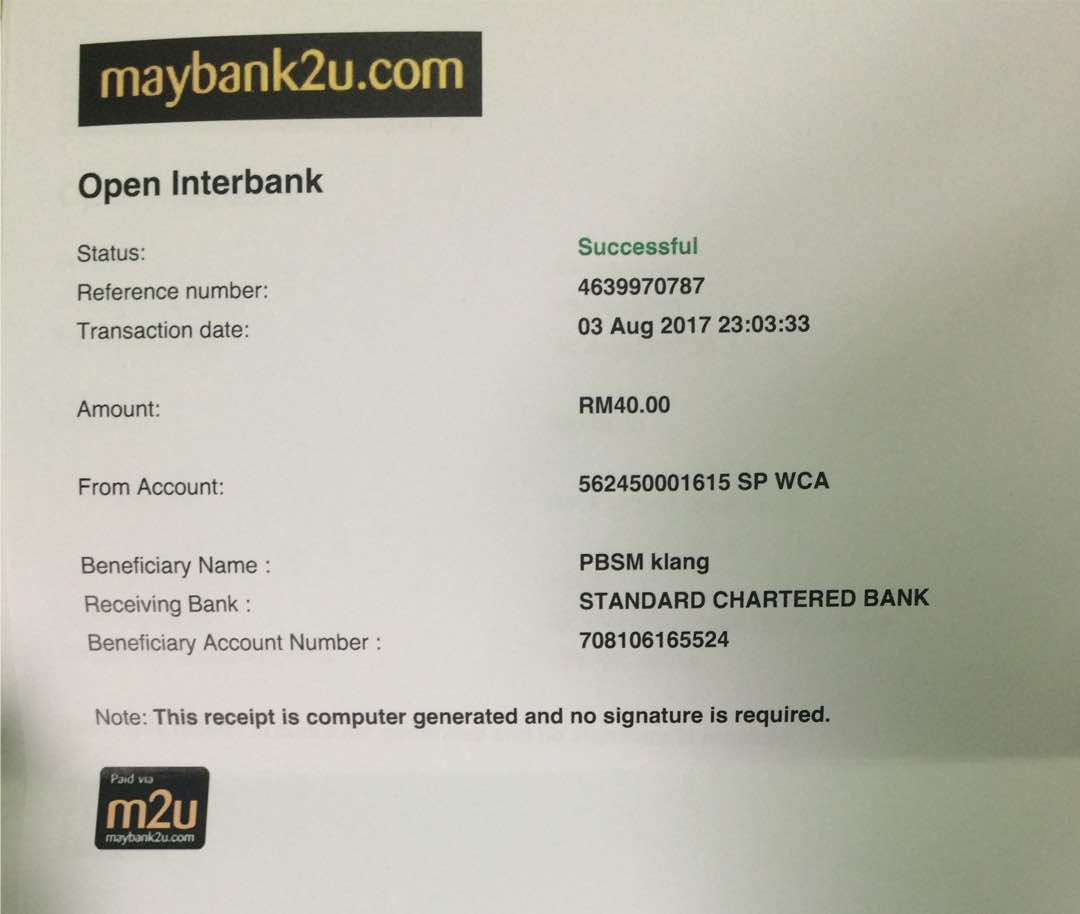 maybank2u.com
Open Interbank
Status: Successful
Reference number: 4639970787
Transaction date: 03 Aug 2017 23:03:33
Amount: RM40.00
From Account: 562450001615 SP WCA
Beneficiary Name : PBSM klang
Receiving Bank : STANDARD CHARTERED BANK
Beneficiary Account Number : 708106165524
Note: This receipt is computer generated and no signature is required.
Paid via
m2u
maybank2u.com